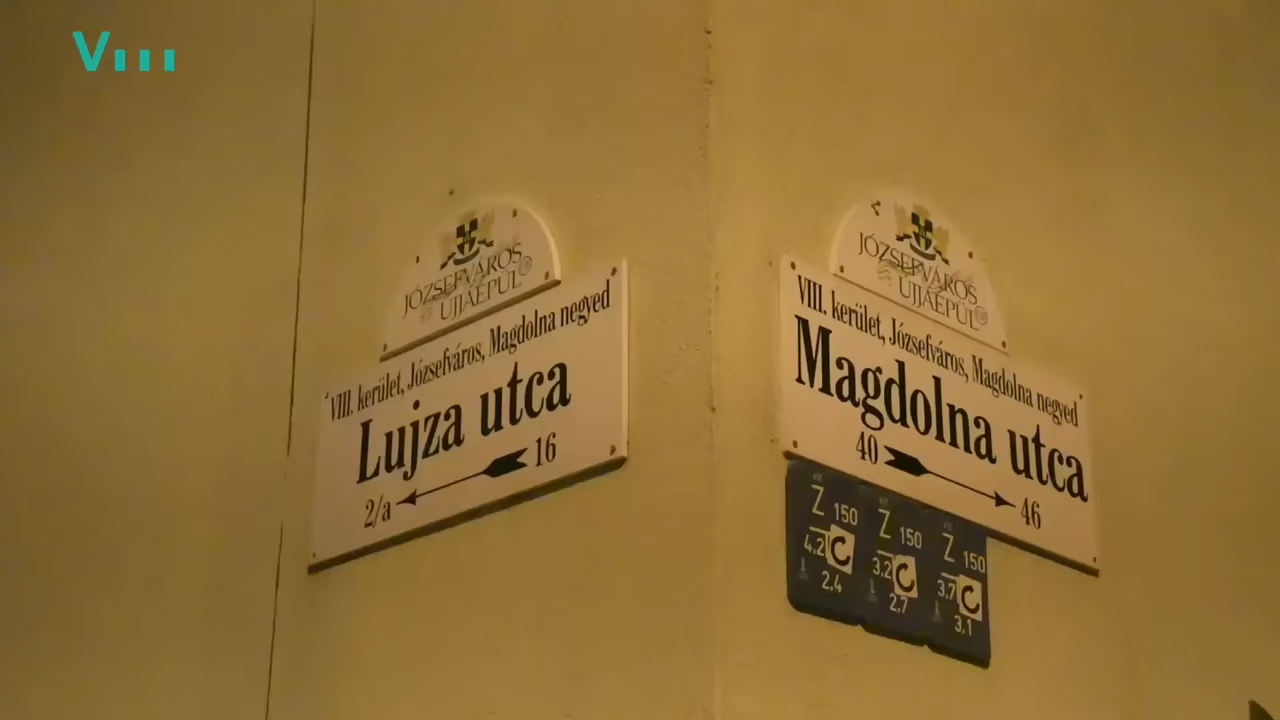 VIII
JÓZSEFVÁROS
ÚJJÁÉPÜL
VIII. kerület, Józsefváros, Magdolna negyed
Lujza utca
2/a 16
JÓZSEFVÁROS
ÚJJÁÉPÜL
VIII. kerület, Józsefváros, Magdolna negyed
Magdolna utca
40 46
Z 150
4,2 C
2,4
Z 150
3,2 C
2,7
Z 150
3,7 C
3,1